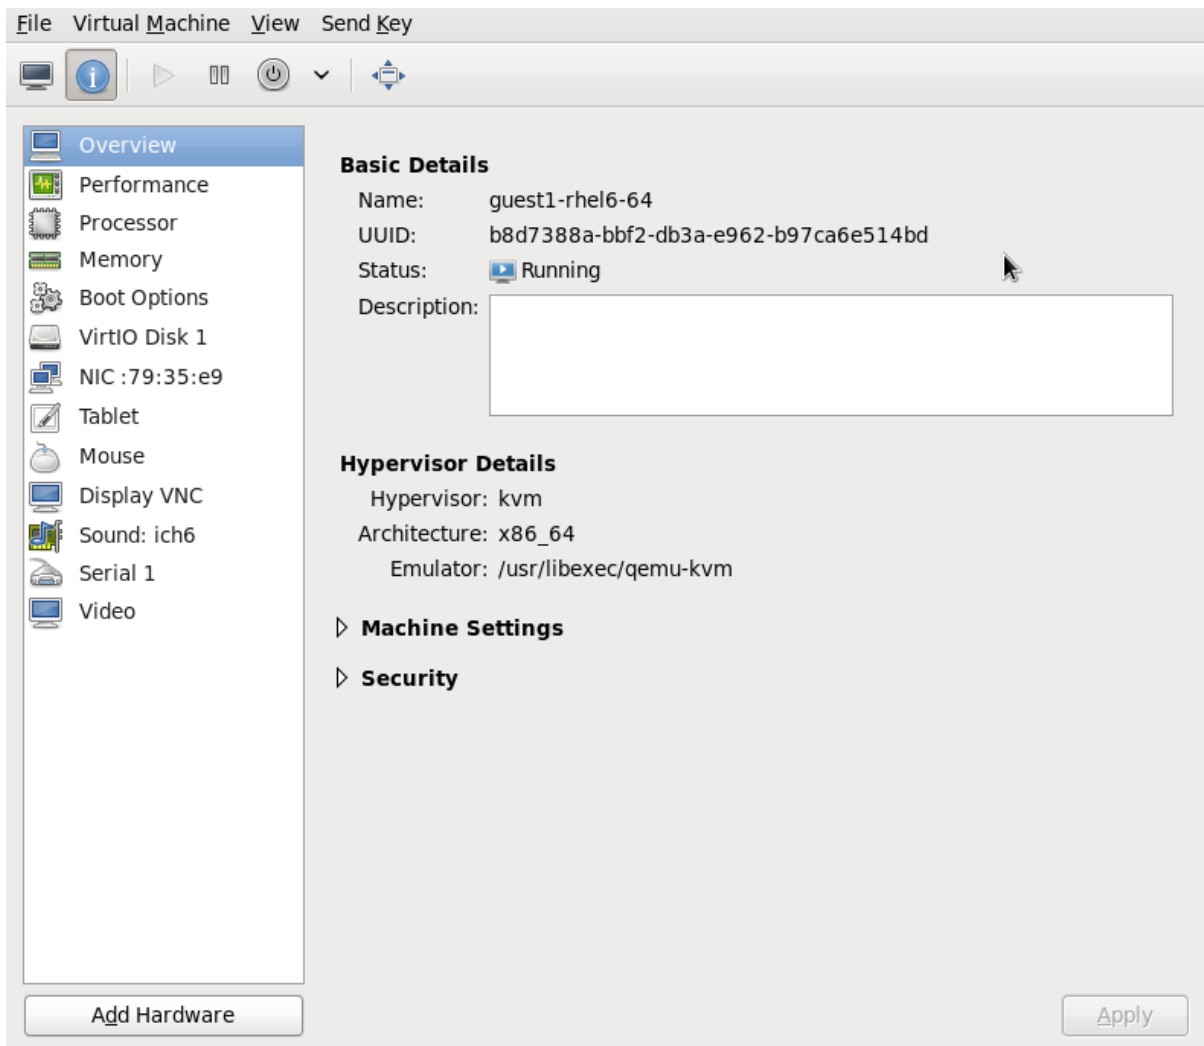 File Virtual Machine View Send Key
Overview
Performance
Processor
Memory
Boot Options
VirtIO Disk 1
NIC :79:35:e9
Tablet
Mouse
Display VNC
Sound: ich6
Serial 1
Video
Add Hardware
Basic Details
Name: guest1-rhel6-64
UUID: b8d7388a-bbf2-db3a-e962-b97ca6e514bd
Status: Running
Description:
Hypervisor Details
Hypervisor: kvm
Architecture: x86_64
Emulator: /usr/libexec/qemu-kvm
Machine Settings
Security
Apply